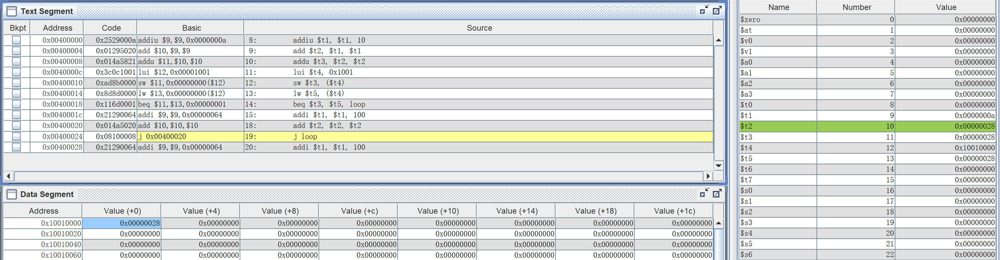 Text Segment
Bkpt Address Code Basic Source
0x00400000 0x2529000a addiu $9,$9,0x0000000a 8: addiu $t1, $t1, 10
0x00400004 0x01295020 add $10,$9,$9 9: add $t2, $t1, $t1
0x00400008 0x014a5821 addu $11,$10,$10 10: addu $t3, $t2, $t2
0x0040000c 0x3c0c1001 lui $12,0x00001001 11: lui $t4, 0x1001
0x00400010 0xad8b0000 sw $11,0x00000000($12) 12: sw $t3, ($t4)
0x00400014 0x8d8d0000 lw $13,0x00000000($12) 13: lw $t5, ($t4)
0x00400018 0x116d0001 beq $11,$13,0x00000001 14: beq $t3, $t5, loop
0x0040001c 0x21290064 addi $9,$9,0x00000064 15: addi $t1, $t1, 100
0x00400020 0x014a5020 add $10,$10,$10 18: add $t2, $t2, $t2
0x00400024 0x08100008 j 0x00400020 19: j loop
0x00400028 0x21290064 addi $9,$9,0x00000064 20: addi $t1, $t1, 100
Data Segment
Address Value (+0) Value (+4) Value (+8) Value (+c) Value (+10) Value (+14) Value (+18) Value (+1c)
0x10010000 0x00000028 0x00000000 0x00000000 0x00000000 0x00000000 0x00000000 0x00000000 0x00000000
0x10010020 0x00000000 0x00000000 0x00000000 0x00000000 0x00000000 0x00000000 0x00000000 0x00000000
0x10010040 0x00000000 0x00000000 0x00000000 0x00000000 0x00000000 0x00000000 0x00000000 0x00000000
0x10010060 0x00000000 0x00000000 0x00000000 0x00000000 0x00000000 0x00000000 0x00000000 0x00000000
Name Number Value
$zero 0 0x00000000
$at 1 0x00000000
$v0 2 0x00000000
$v1 3 0x00000000
$a0 4 0x00000000
$a1 5 0x00000000
$a2 6 0x00000000
$a3 7 0x00000000
$t0 8 0x00000000
$t1 9 0x0000000a
$t2 10 0x00000028
$t3 11 0x00000028
$t4 12 0x10010000
$t5 13 0x00000028
$t6 14 0x00000000
$t7 15 0x00000000
$s0 16 0x00000000
$s1 17 0x00000000
$s2 18 0x00000000
$s3 19 0x00000000
$s4 20 0x00000000
$s5 21 0x00000000
$s6 22 0x00000000